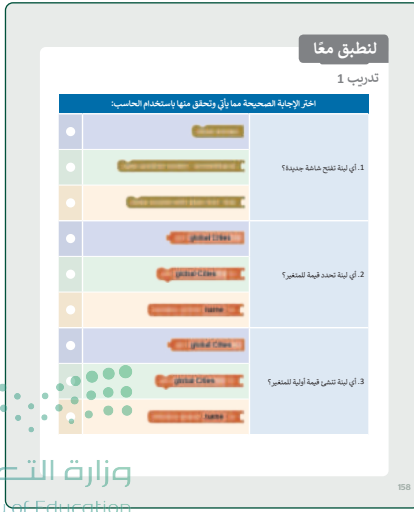 لنطبق معًا
تدريب 1
اختر الإجابة الصحيحة مما يأتي وتحقق منها باستخدام الحاسب:
1. أي لبنة تفتح شاشة جديدة؟
global Cities
2. أي لبنة تحدد قيمة للمتغير؟
global Cities
name
global Cities
3. أي لبنة تنشئ قيمة أولية للمتغير؟
global Cities
name
وزارة التـ
y of Education
158